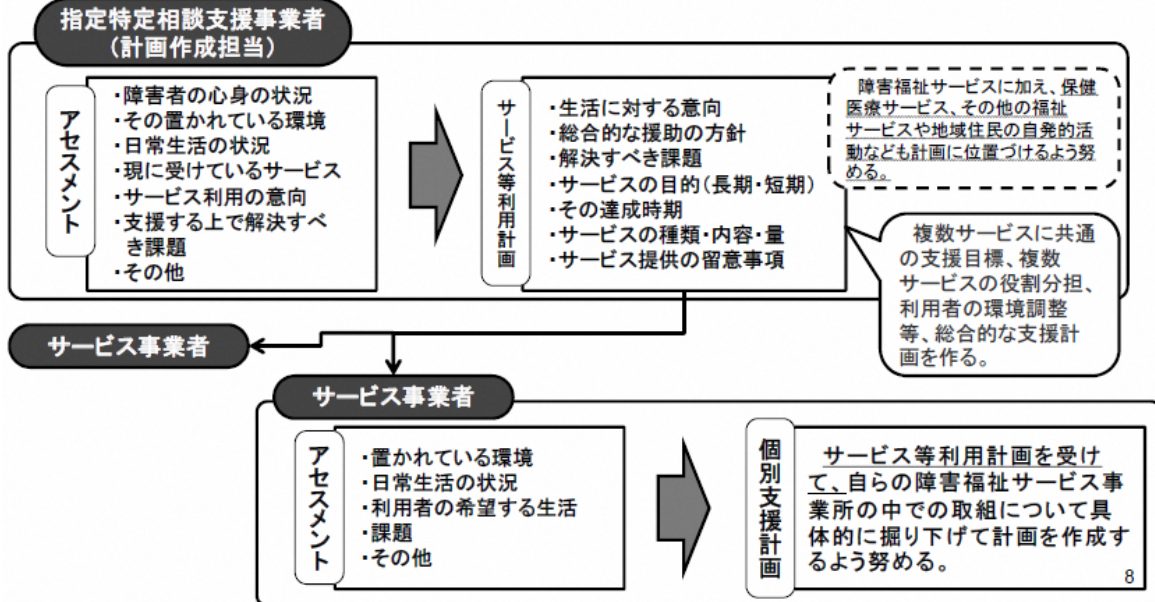 指定特定相談支援事業者
(計画作成担当)
アセスメント
・障害者の心身の状況
・その置かれている環境
・日常生活の状況
・現に受けているサービス
・サービス利用の意向
・支援する上で解決すべ
き課題
・その他
サービス等利用計画
・生活に対する意向
・総合的な援助の方針
・解決すべき課題
・サービスの目的(長期・短期)
・その達成時期
・サービスの種類・内容・量
・サービス提供の留意事項
障害福祉サービスに加え、保健
医療サービス、その他の福祉
サービスや地域住民の自発的活
動なども計画に位置づけるよう努
める。
複数サービスに共通
の支援目標、複数
サービスの役割分担、
利用者の環境調整
等、総合的な支援計
画を作る。
サービス事業者
サービス事業者
アセスメント
・置かれている環境
・日常生活の状況
・利用者の希望する生活
・課題
・その他
個別支援計画
サービス等利用計画を受け
て、自らの障害福祉サービス事
業所の中での取組について具
体的に掘り下げて計画を作成す
るよう努める。
8